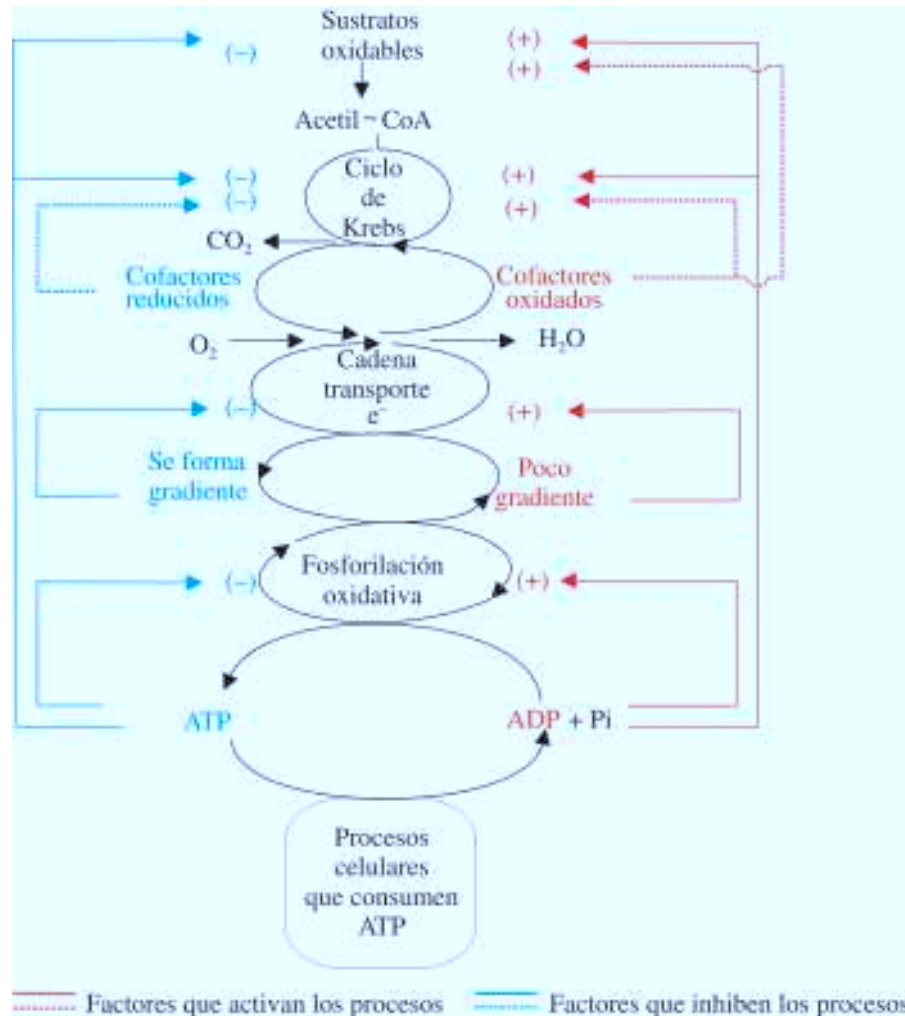 Sustratos
oxidables
(–)
(+)
(+)
Acetil ~ CoA
Ciclo
de
Krebs
(–)
(–)
(+)
(+)
CO₂
Cofactores
reducidos
Cofactores
oxidados
O₂
H₂O
Cadena
transporte
e⁻
(–)
(+)
Se forma
gradiente
Poco
gradiente
Fosforilación
oxidativa
(–)
(+)
ATP
ADP + Pi
Procesos
celulares
que consumen
ATP
Factores que activan los procesos
Factores que inhiben los procesos